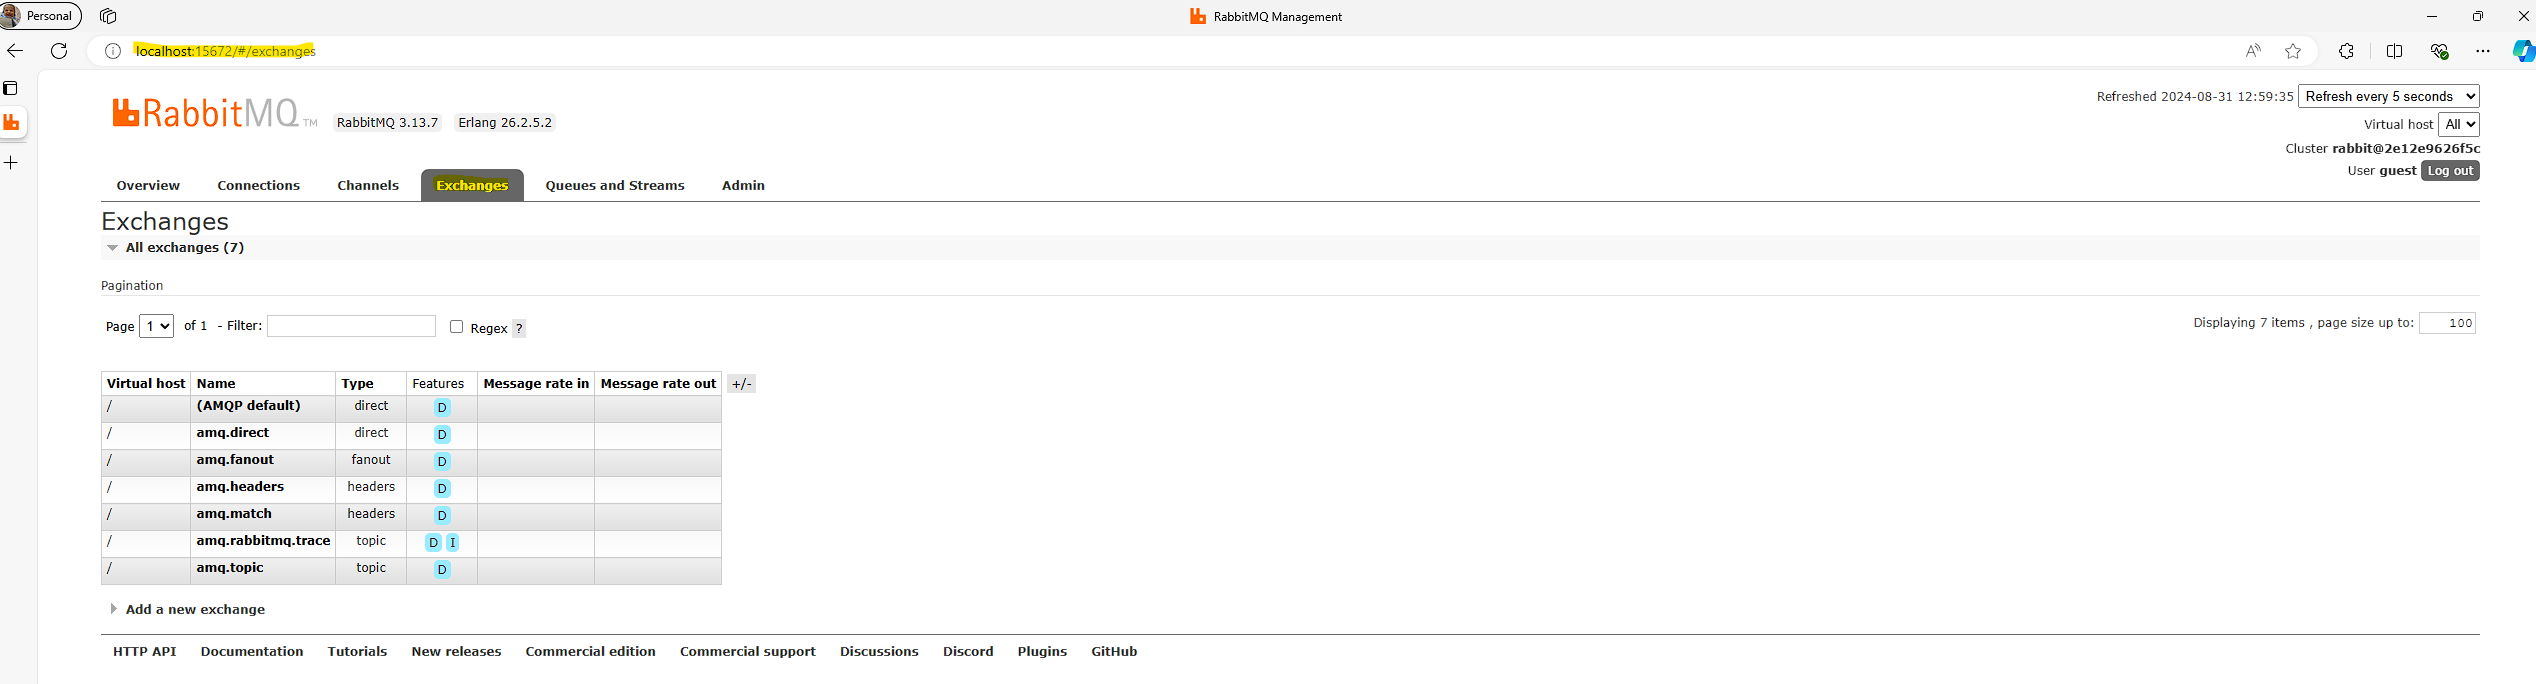 Personal
RabbitMQ Management
localhost:15672/#/exchanges
RabbitMQ TM
RabbitMQ 3.13.7 Erlang 26.2.5.2
Refreshed 2024-08-31 12:59:35 Refresh every 5 seconds
Virtual host All
Cluster rabbit@2e12e9626f5c
User guest Log out
Overview Connections Channels Exchanges Queues and Streams Admin
Exchanges
All exchanges (7)
Pagination
Page 1 of 1 - Filter: Regex ?
Displaying 7 items , page size up to: 100
Virtual host Name Type Features Message rate in Message rate out +/-
/ (AMQP default) direct D
/ amq.direct direct D
/ amq.fanout fanout D
/ amq.headers headers D
/ amq.match headers D
/ amq.rabbitmq.trace topic D I
/ amq.topic topic D
Add a new exchange
HTTP API Documentation Tutorials New releases Commercial edition Commercial support Discussions Discord Plugins GitHub